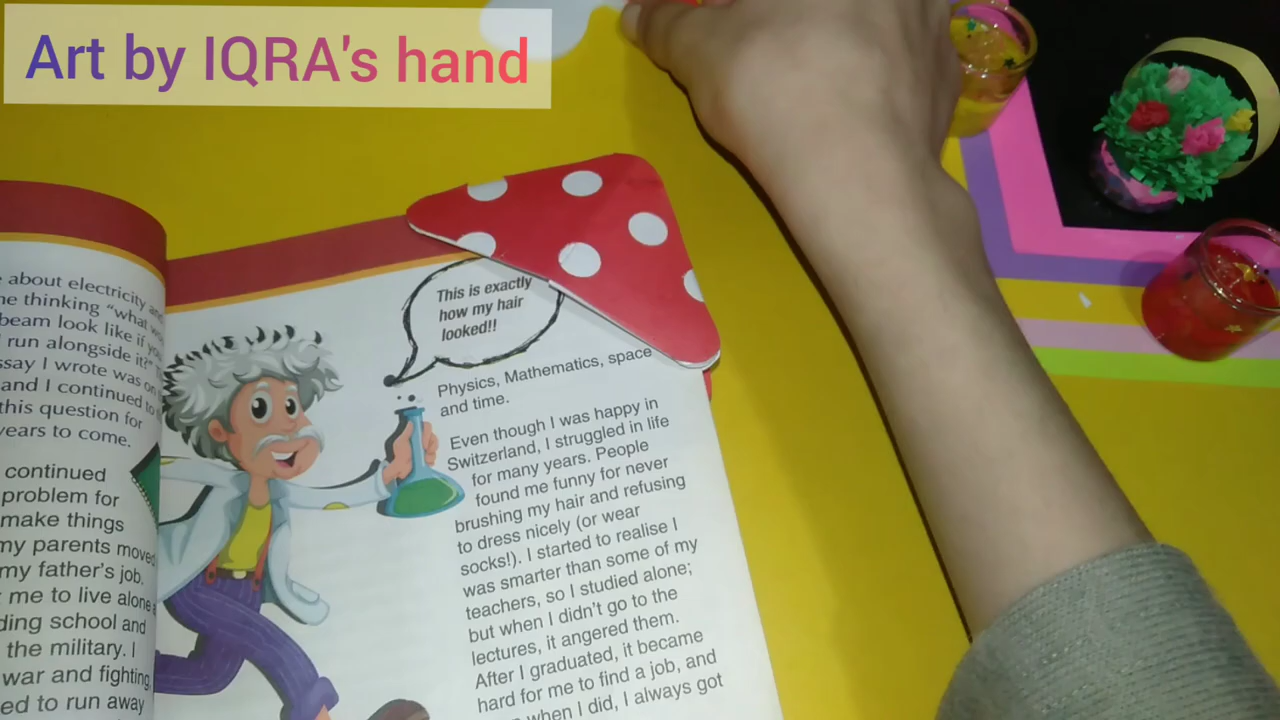 Art by IQRA's hand
about electricity
thinking "what
beam look like if
run alongside it?"
I wrote was
and I continued
this question for
years to come.
continued
problem for
make things
my parents moved
my father's job,
me to live alone
school and
the military. I
war and fighting,
to run away
This is exactly
how my hair
looked!!
Physics, Mathematics, space
and time.
Even though I was happy in
Switzerland, I struggled in life
for many years. People
found me funny for never
brushing my hair and refusing
to dress nicely (or wear
socks!). I started to realise I
was smarter than some of my
teachers, so I studied alone;
but when I didn't go to the
lectures, it angered them.
After I graduated, it became
hard for me to find a job, and
when I did, I always got